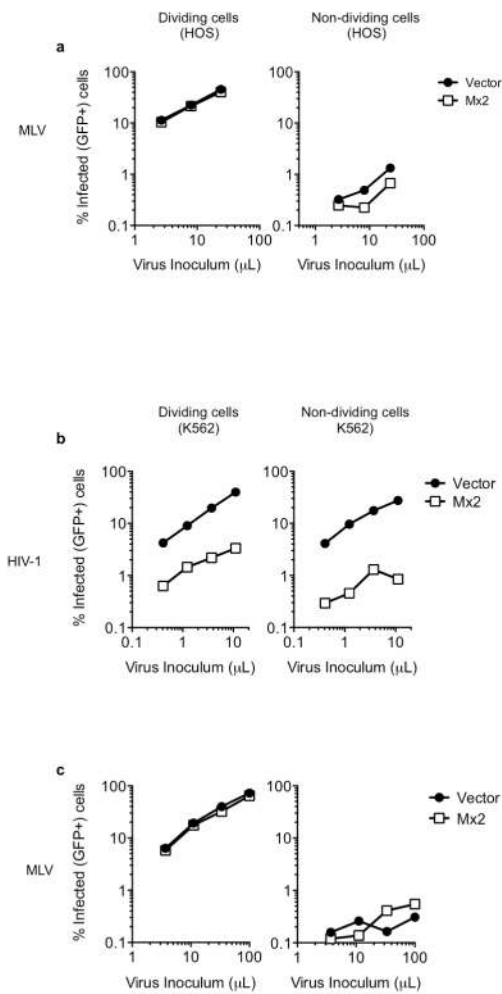 Dividing cells
(HOS)
Non-dividing cells
(HOS)
a
MLV
% Infected (GFP+) cells
100
10
1
0.1
1
10
100
Virus Inoculum (μL)
100
10
1
0.1
1
10
100
Virus Inoculum (μL)
Vector
Mx2
Dividing cells
(K562)
Non-dividing cells
K562)
b
HIV-1
% Infected (GFP+) cells
100
10
1
0.1
0.1
1
10
100
Virus Inoculum (μL)
100
10
1
0.1
0.1
1
10
100
Virus Inoculum (μL)
Vector
Mx2
c
MLV
% Infected (GFP+) cells
100
10
1
0.1
1
10
100
Virus Inoculum (μL)
100
10
1
0.1
1
10
100
Virus Inoculum (μL)
Vector
Mx2